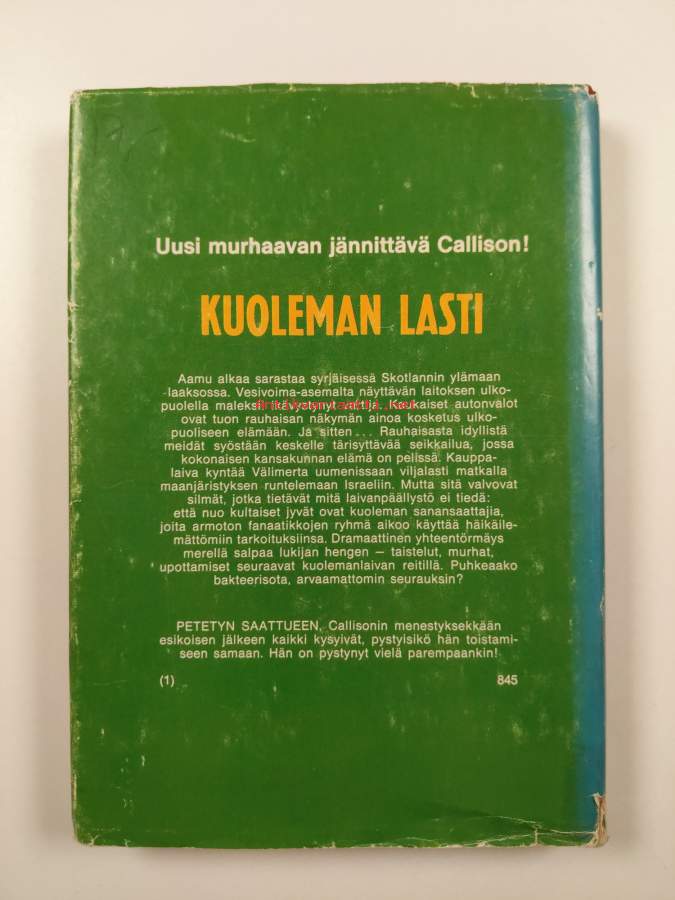 17,-
Uusi murhaavan jännittävä Callison!
KUOLEMAN LASTI
Aamu alkaa sarastaa syrjäisessä Skotlannin ylämaan
laaksossa. Vesivoima-asemalta näyttävän laitoksen ulko-
puolella maleksii ikävystynyt vartija. Kaukaiset autonvalot
ovat tuon rauhaisan näkymän ainoa kosketus ulko-
puoliseen elämään. Ja sitten... Rauhaisasta idyllistä
meidät syöstään keskelle tärisyttävää seikkailua, jossa
kokonaisen kansakunnan elämä on pelissä. Kauppa-
laiva kyntää Välimerta uumenissaan viljalasti matkalla
maanjäristyksen runtelemaan Israeliin. Mutta sitä valvovat
silmät, jotka tietävät mitä laivanpäällystö ei tiedä:
että nuo kultaiset jyvät ovat kuoleman sanansaattajia,
joita armoton fanaatikkojen ryhmä aikoo käyttää häikäile-
mättömiin tarkoituksiinsa. Dramaattinen yhteentörmäys
merellä salpaa lukijan hengen – taistelut, murhat,
upottamiset seuraavat kuolemanlaivan reitillä. Puhkeaako
bakteerisota, arvaamattomin seurauksin?
PETETYN SAATTUEEN, Callisonin menestyksekkään
esikoisen jälkeen kaikki kysyivät, pystyisikö hän toistami-
seen samaan. Hän on pystynyt vielä parempaankin!
(1) 845